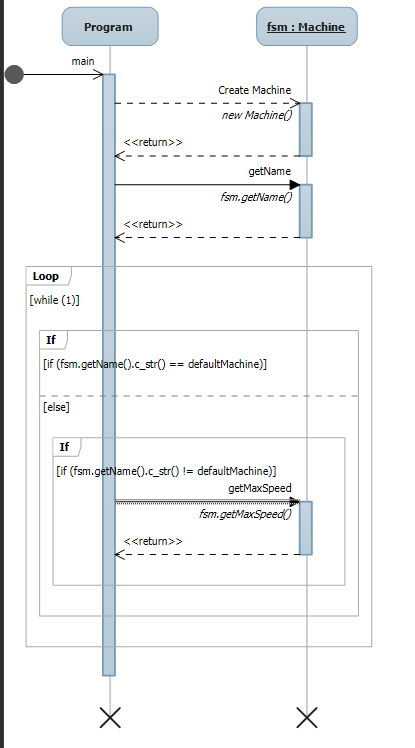 Program
fsm : Machine
main
Create Machine
new Machine()
<<return>>
getName
fsm.getName()
<<return>>
Loop
[while (1)]
If
[if (fsm.getName().c_str() == defaultMachine)]
[else]
If
[if (fsm.getName().c_str() != defaultMachine)]
getMaxSpeed
fsm.getMaxSpeed()
<<return>>